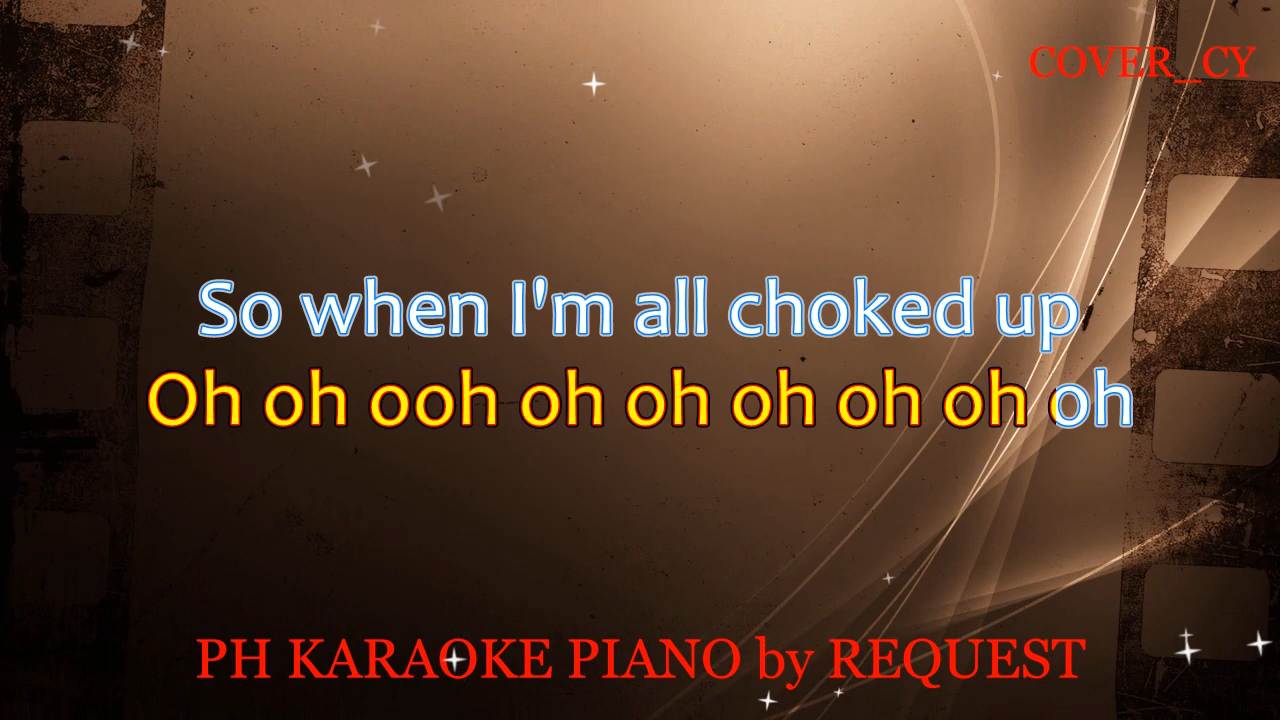 COVER_CY
So when I'm all choked up
Oh oh ooh oh oh oh oh oh oh
PH KARAOKE PIANO by REQUEST